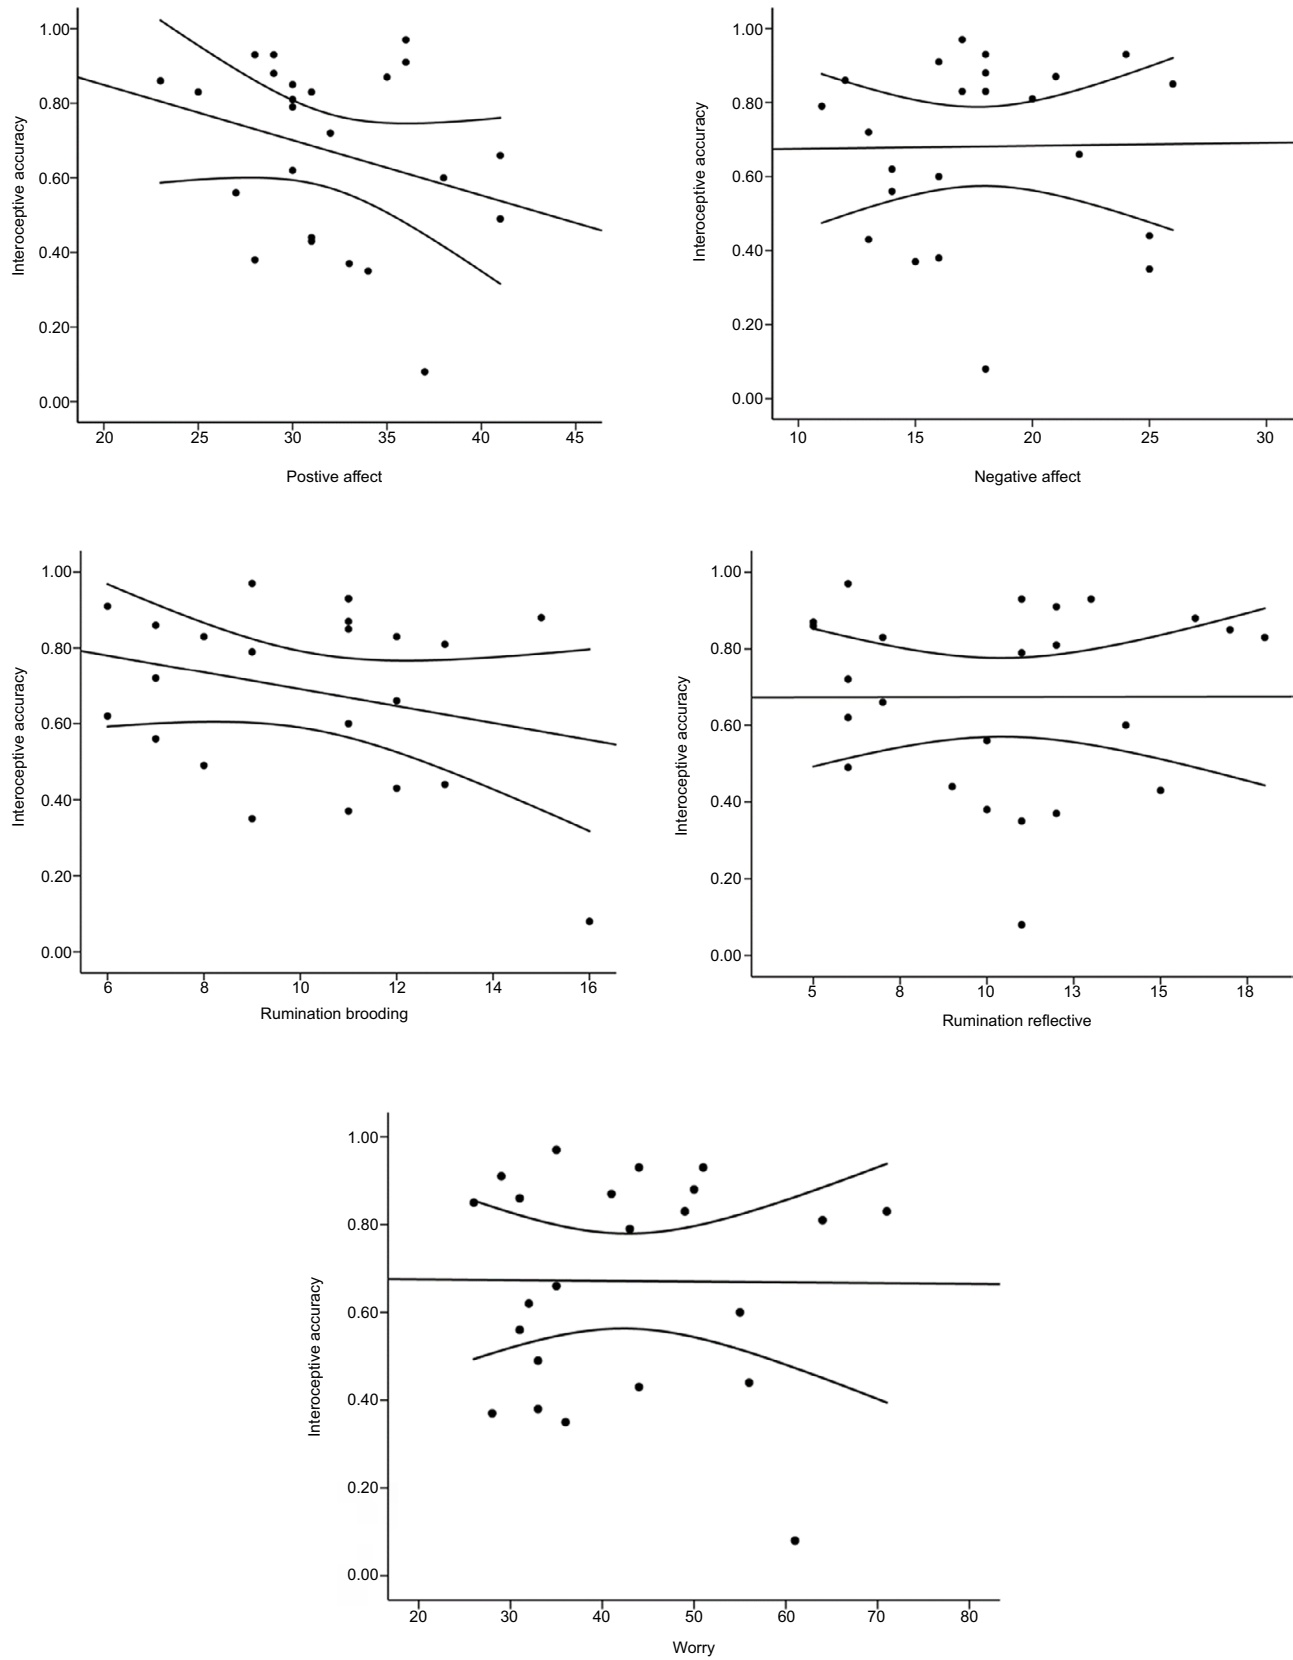 1.00
0.80
0.60
0.40
0.20
0.00
Interoceptive accuracy
20 25 30 35 40 45
Postive affect
1.00
0.80
0.60
0.40
0.20
0.00
Interoceptive accuracy
10 15 20 25 30
Negative affect
1.00
0.80
0.60
0.40
0.20
0.00
Interoceptive accuracy
6 8 10 12 14 16
Rumination brooding
1.00
0.80
0.60
0.40
0.20
0.00
Interoceptive accuracy
5 8 10 13 15 18
Rumination reflective
1.00
0.80
0.60
0.40
0.20
0.00
Interoceptive accuracy
20 30 40 50 60 70 80
Worry